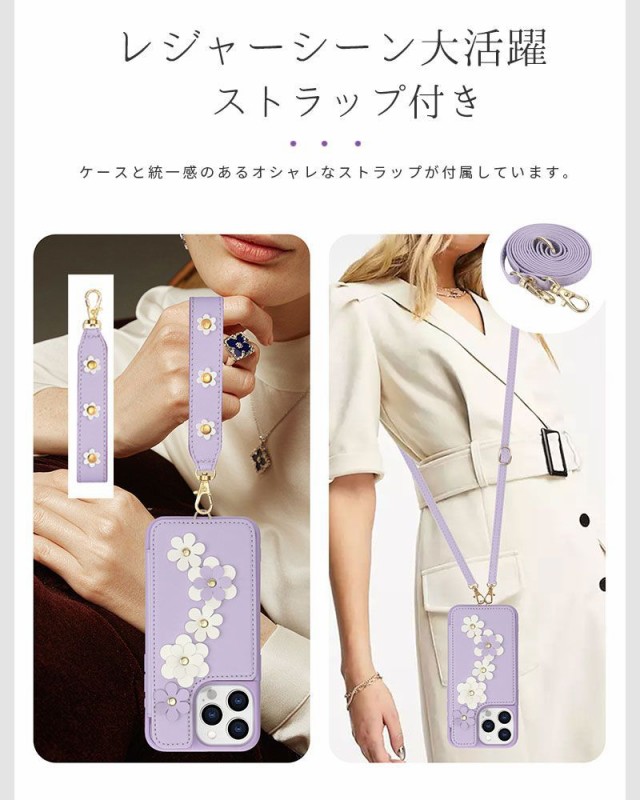 レジャーシーン大活躍
ストラップ付き
ケースと統一感のあるオシャレなストラップが付属しています。